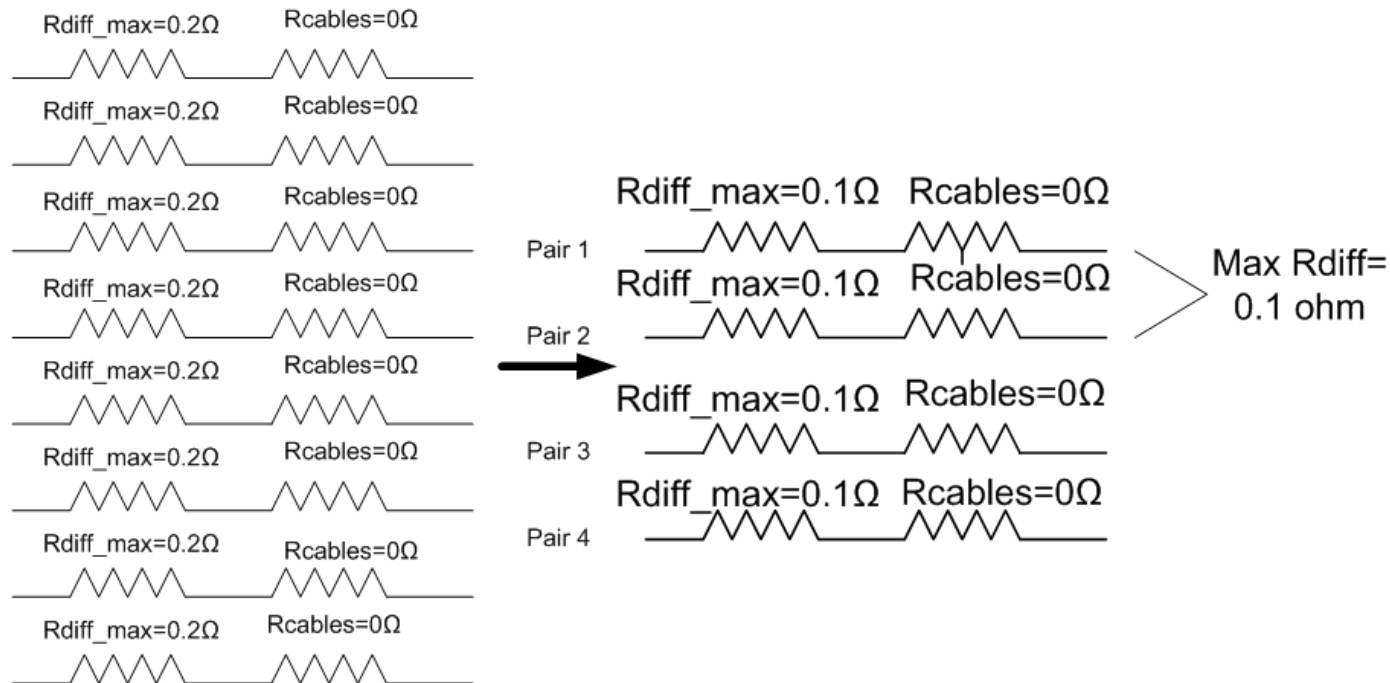 Rdiff_max=0.2Ω Rcables=0Ω
Rdiff_max=0.2Ω Rcables=0Ω
Rdiff_max=0.2Ω Rcables=0Ω
Rdiff_max=0.2Ω Rcables=0Ω
Rdiff_max=0.2Ω Rcables=0Ω
Rdiff_max=0.2Ω Rcables=0Ω
Rdiff_max=0.2Ω Rcables=0Ω
Rdiff_max=0.2Ω Rcables=0Ω
Rdiff_max=0.1Ω Rcables=0Ω
Pair 1
Rdiff_max=0.1Ω Rcables=0Ω
Pair 2
Rdiff_max=0.1Ω Rcables=0Ω
Pair 3
Rdiff_max=0.1Ω Rcables=0Ω
Pair 4
Max Rdiff=
0.1 ohm